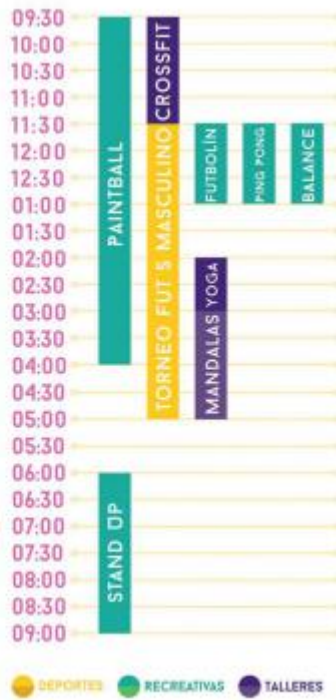 09:30
10:00
10:30
11:00
11:30
12:00
12:30
01:00
01:30
02:00
02:30
03:00
03:30
04:00
04:30
05:00
05:30
06:00
06:30
07:00
07:30
08:00
08:30
09:00
PAINTBALL
STAND UP
CROSSFIT
TORNEO FUT 5 MASCULINO
FUTBOLÍN
PING PONG
BALANCE
YOGA
MANDALAS
DEPORTES
RECREATIVAS
TALLERES